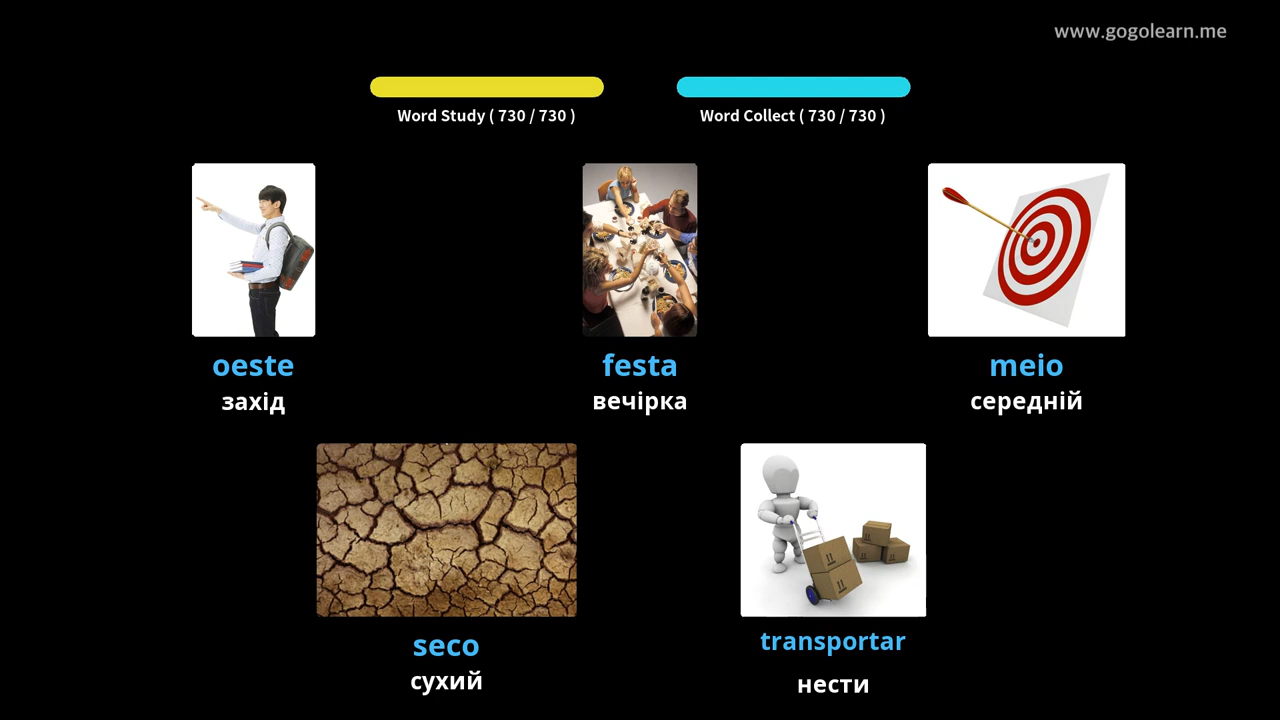 www.gogolearn.me
Word Study ( 730 / 730 )
Word Collect ( 730 / 730 )
oeste
захід
festa
вечірка
meio
середній
seco
сухий
transportar
нести